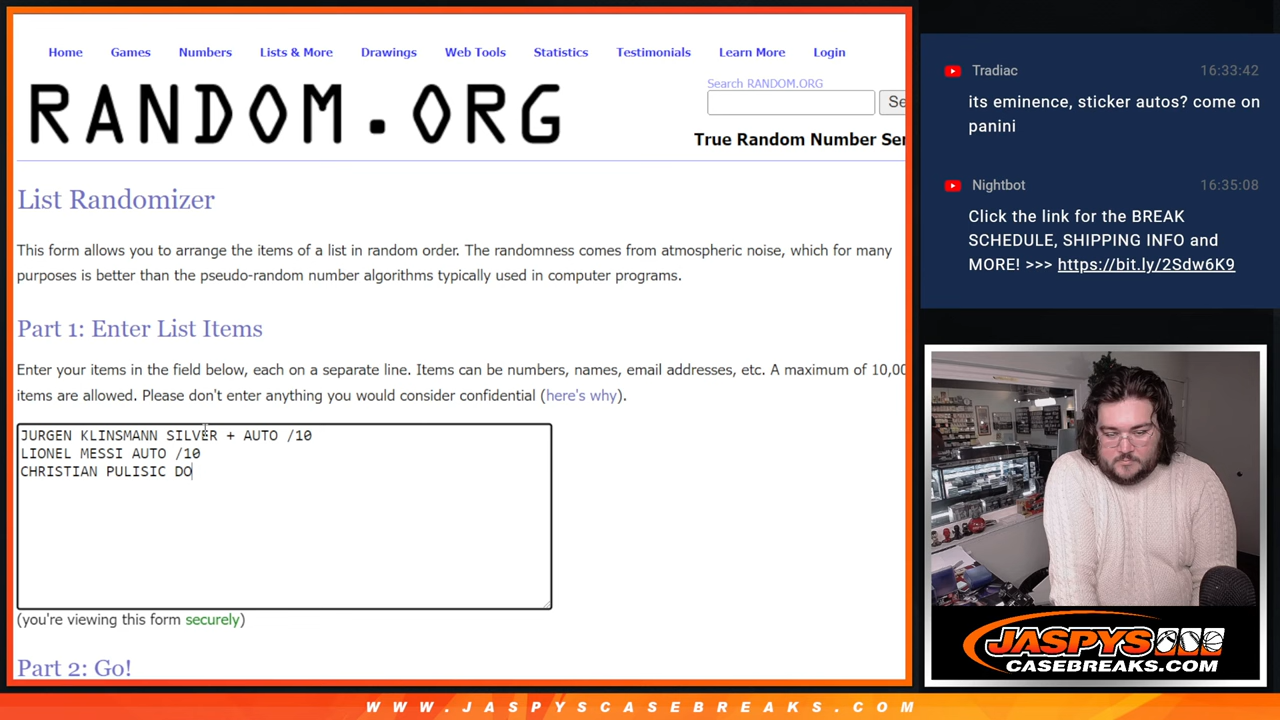 Home Games Numbers Lists & More Drawings Web Tools Statistics Testimonials Learn More Login
RANDOM.ORG
Search RANDOM.ORG
Se
True Random Number Ser
List Randomizer
This form allows you to arrange the items of a list in random order. The randomness comes from atmospheric noise, which for many
purposes is better than the pseudo-random number algorithms typically used in computer programs.
Part 1: Enter List Items
Enter your items in the field below, each on a separate line. Items can be numbers, names, email addresses, etc. A maximum of 10,00
items are allowed. Please don't enter anything you would consider confidential (here's why).
JURGEN KLINSMANN SILVER + AUTO /10
LIONEL MESSI AUTO /10
CHRISTIAN PULISIC DO
(you're viewing this form securely)
Part 2: Go!
Tradiac 16:33:42
its eminence, sticker autos? come on
panini
Nightbot 16:35:08
Click the link for the BREAK
SCHEDULE, SHIPPING INFO and
MORE! >>> https://bit.ly/2Sdw6K9
JASPYS
CASEBREAKS.COM
WWW.JASPYSCASEBREAKS.COM